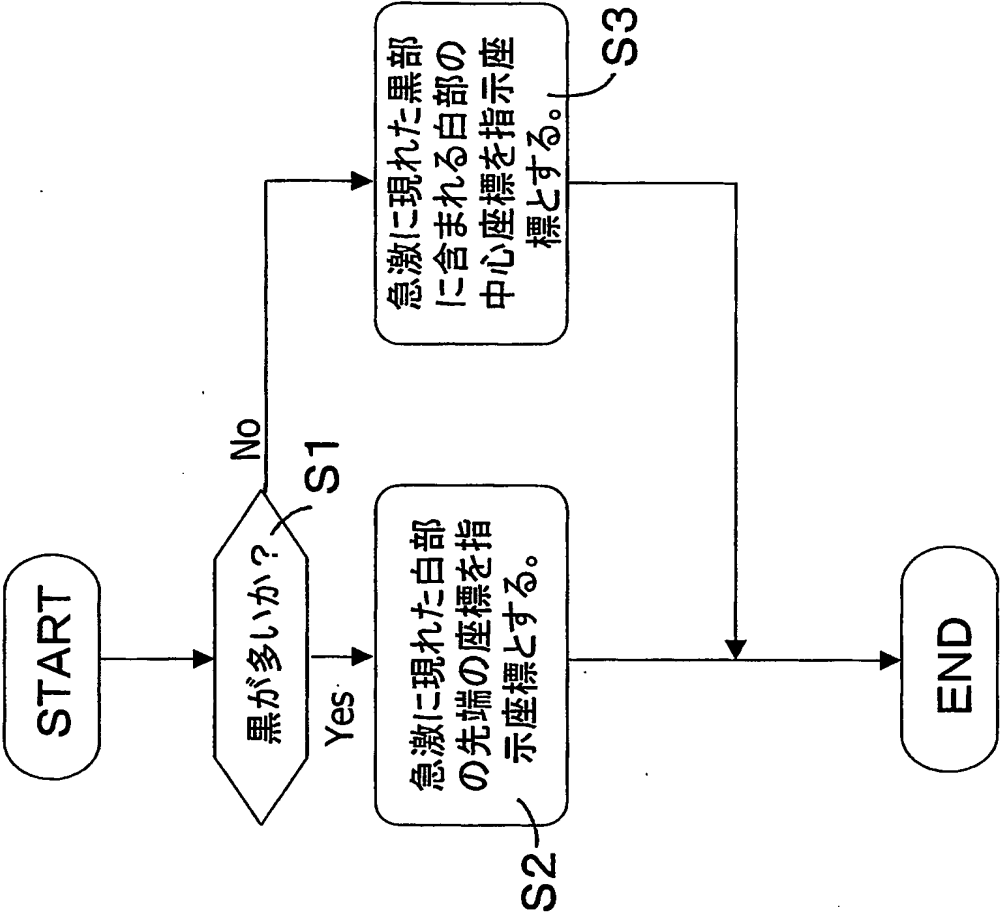 START
黒が多いか?
S1
No
Yes
急激に現れた白部
の先端の座標を指
示座標とする。
S2
急激に現れた黒部
に含まれる白部の
中心座標を指示座
標とする。
S3
END